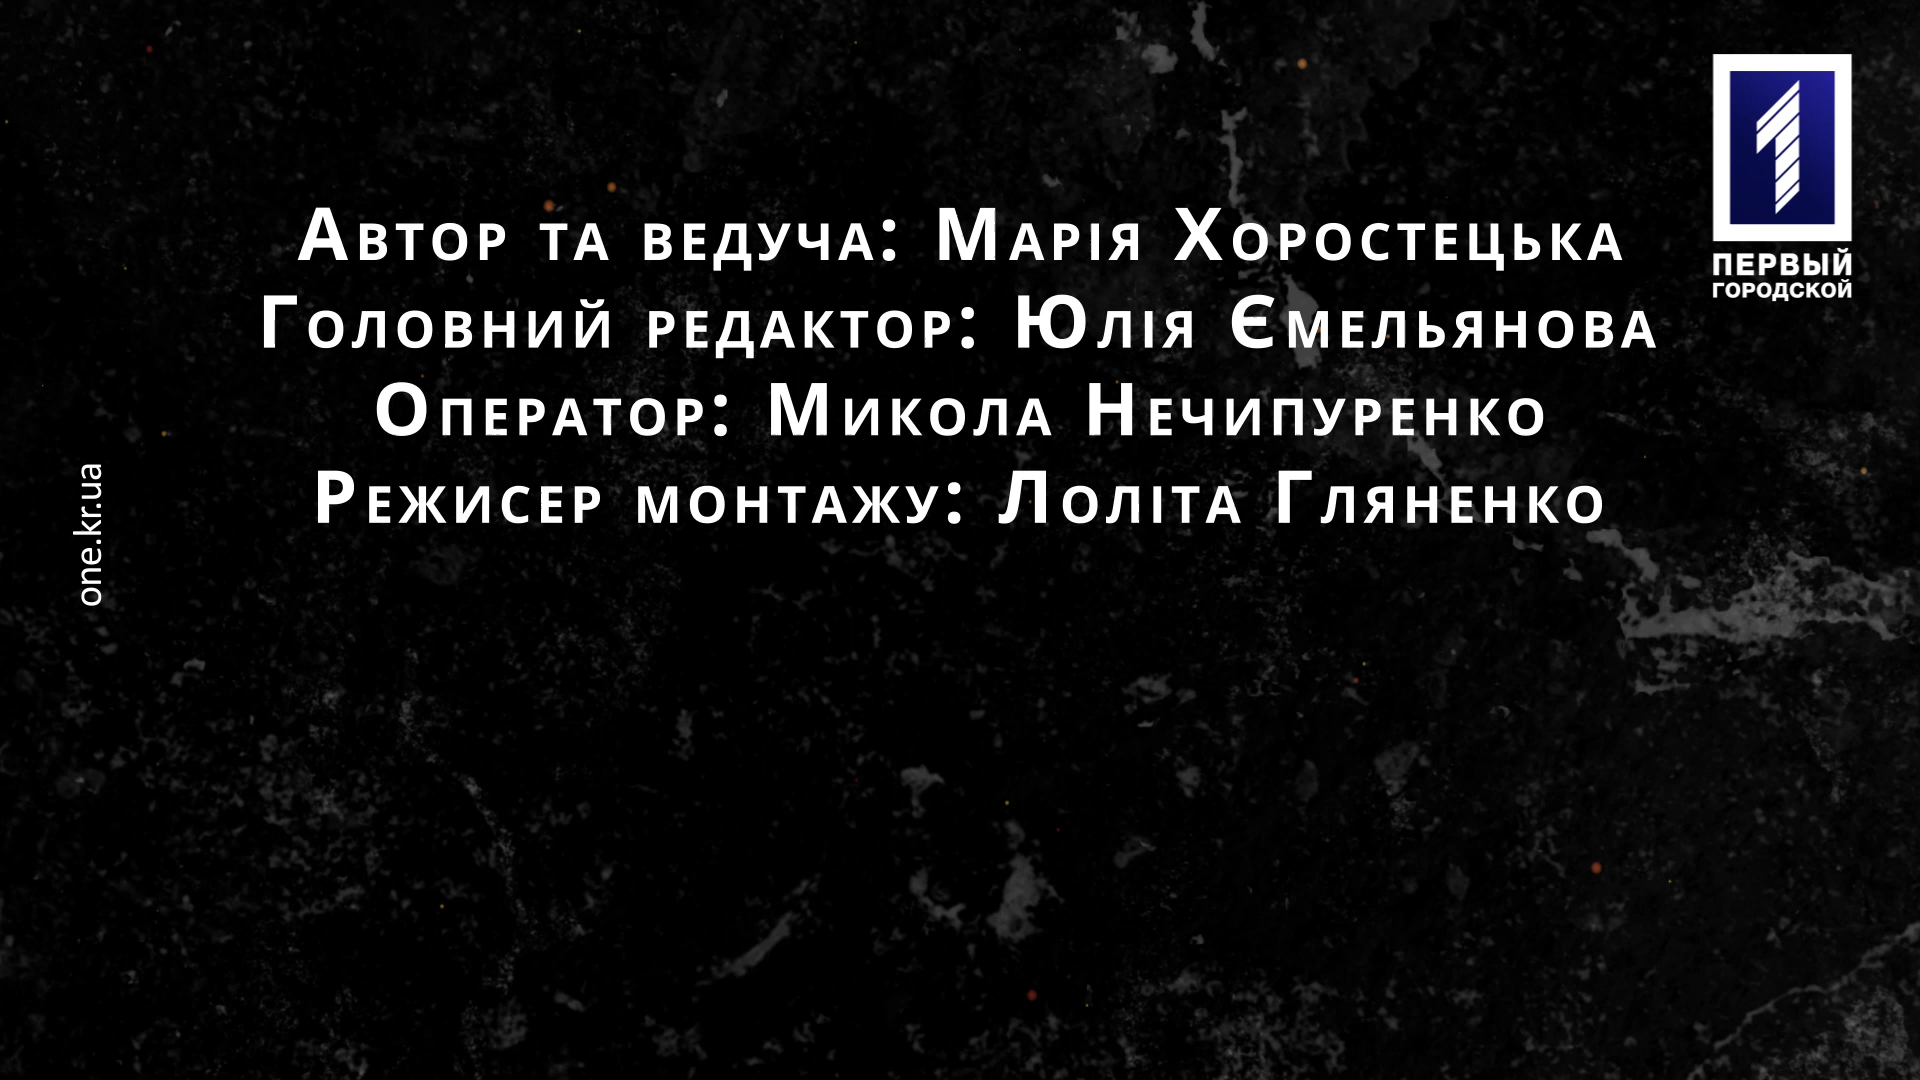 Автор та ведуча: Марія Хоростецька
Головний редактор: Юлія Ємельянова
Оператор: Микола Нечипуренко
Режисер монтажу: Лоліта Гляненко
ПЕРВЫЙ
ГОРОДСКОЙ
one.kr.ua